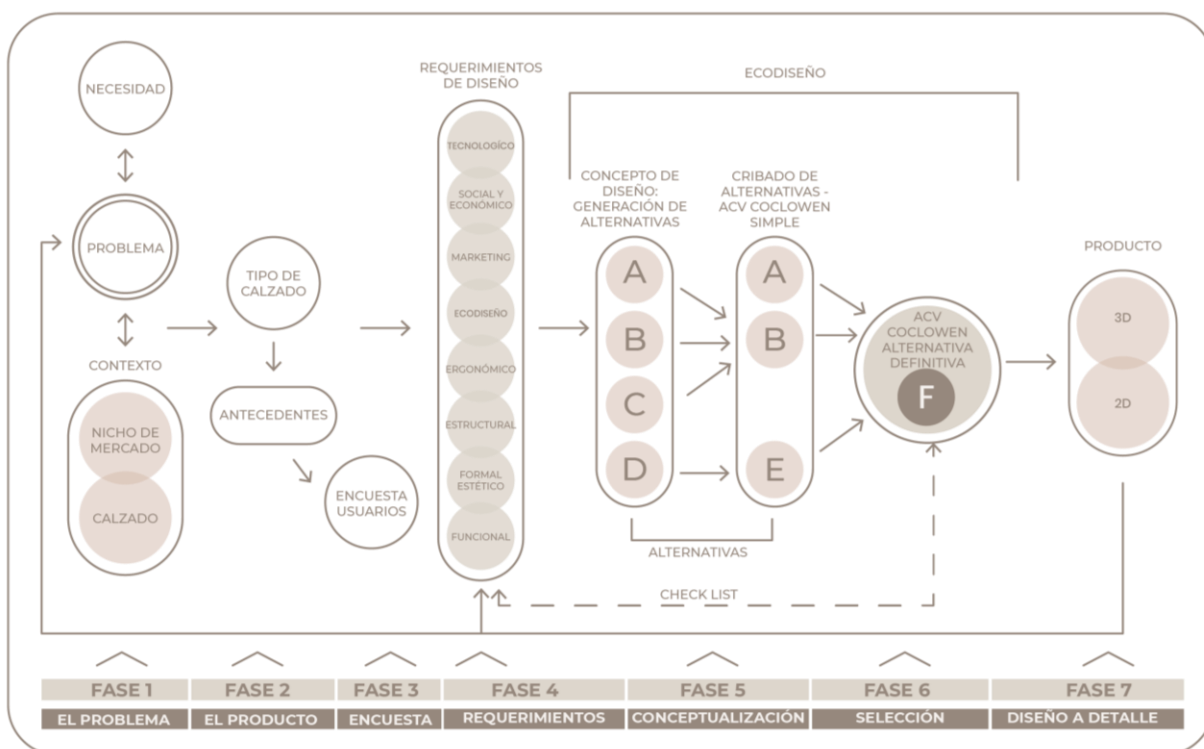 NECESIDAD
PROBLEMA
CONTEXTO
NICHO DE
MERCADO
CALZADO
TIPO DE
CALZADO
ANTECEDENTES
ENCUESTA
USUARIOS
REQUERIMIENTOS
DE DISEÑO
TECNOLOGÍCO
SOCIAL Y
ECONÓMICO
MARKETING
ECODISEÑO
ERGONÓMICO
ESTRUCTURAL
FORMAL
ESTÉTICO
FUNCIONAL
ECODISEÑO
CONCEPTO DE
DISEÑO:
GENERACIÓN DE
ALTERNATIVAS
A
B
C
D
CRIBADO DE
ALTERNATIVAS -
ACV COCLOWEN
SIMPLE
A
B
E
ALTERNATIVAS
CHECK LIST
ACV
COCLOWEN
ALTERNATIVA
DEFINITIVA
F
PRODUCTO
3D
2D
FASE 1
FASE 2
FASE 3
FASE 4
FASE 5
FASE 6
FASE 7
EL PROBLEMA
EL PRODUCTO
ENCUESTA
REQUERIMIENTOS
CONCEPTUALIZACIÓN
SELECCIÓN
DISEÑO A DETALLE